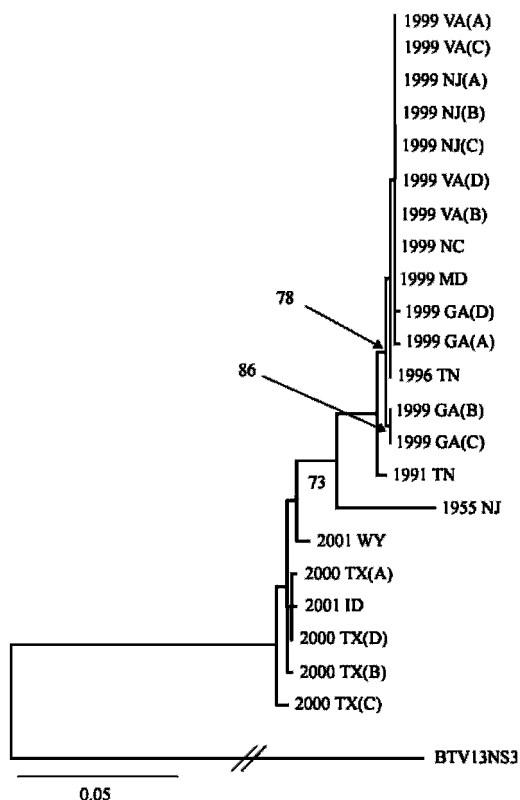 1999 VA(A)
1999 VA(C)
1999 NJ(A)
1999 NJ(B)
1999 NJ(C)
1999 VA(D)
1999 VA(B)
1999 NC
1999 MD
78
1999 GA(D)
1999 GA(A)
86
1996 TN
1999 GA(B)
1999 GA(C)
1991 TN
73
1955 NJ
2001 WY
2000 TX(A)
2001 ID
2000 TX(D)
2000 TX(B)
2000 TX(C)
BTV13NS3
0.05